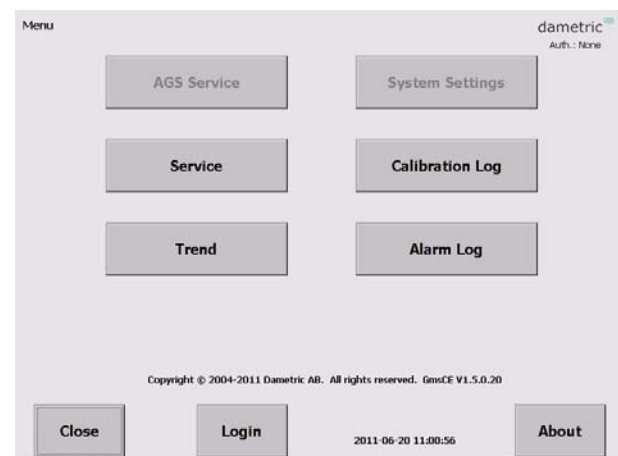 Menu
dametric
Auth.: None
AGS Service
System Settings
Service
Calibration Log
Trend
Alarm Log
Copyright © 2004-2011 Dametric AB. All rights reserved. GmsCE V1.5.0.20
Close
Login
2011-06-20 11:00:56
About